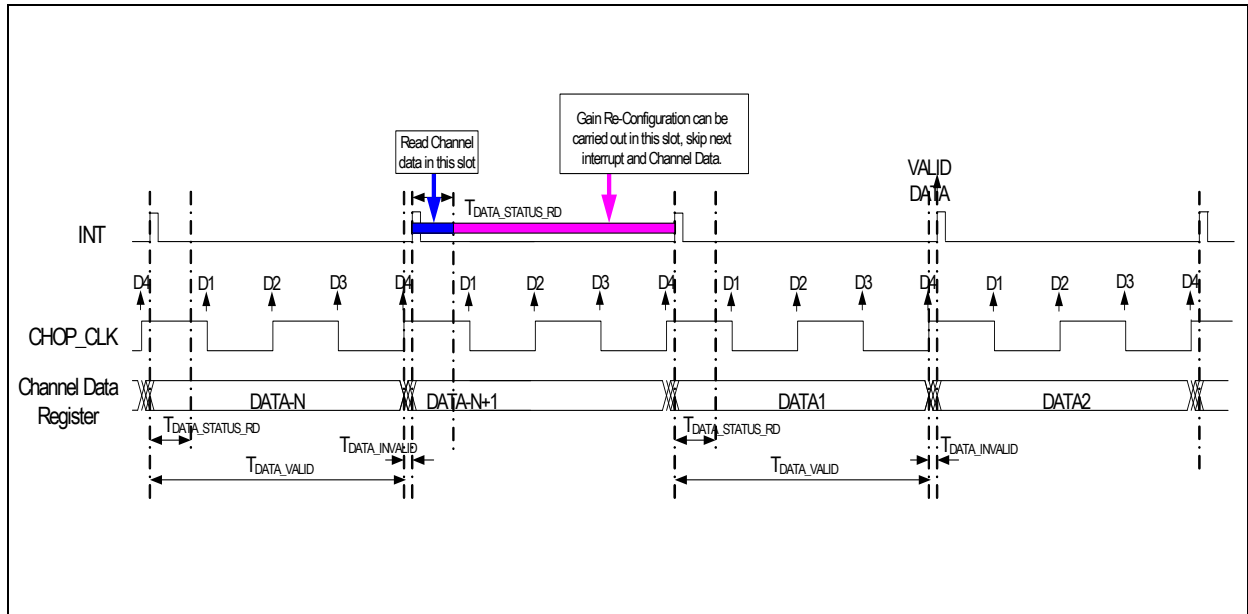 Gain Re-Configuration can be
carried out in this slot, skip next
interrupt and Channel Data.
Read Channel
data in this slot
VALID
DATA
TDATA_STATUS_RD
INT
D4 D1 D2 D3 D4 D1 D2 D3 D4 D1 D2 D3 D4 D1 D2 D3 D4
CHOP_CLK
Channel Data
Register
DATA-N DATA-N+1 DATA1 DATA2
TDATA_STATUS_RD TDATA_STATUS_RD
TDATA_INVALID TDATA_INVALID
TDATA_VALID TDATA_VALID